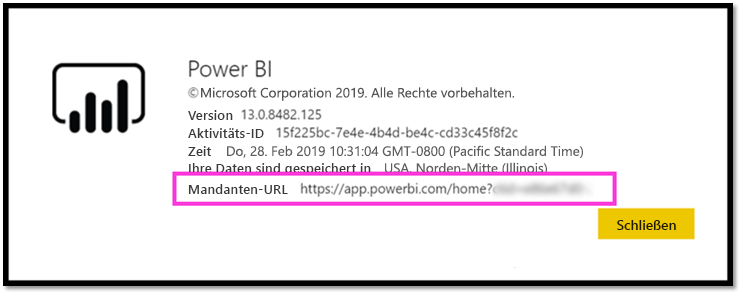 Power BI
©Microsoft Corporation 2019. Alle Rechte vorbehalten.
Version 13.0.8482.125
Aktivitäts-ID 15f225bc-7e4e-4b4d-be4c-cd33c45f8f2c
Zeit Do, 28. Feb 2019 10:31:04 GMT-0800 (Pacific Standard Time)
Ihre Daten sind gespeichert in USA, Norden-Mitte (Illinois)
Mandanten-URL https://app.powerbi.com/home?
Schließen